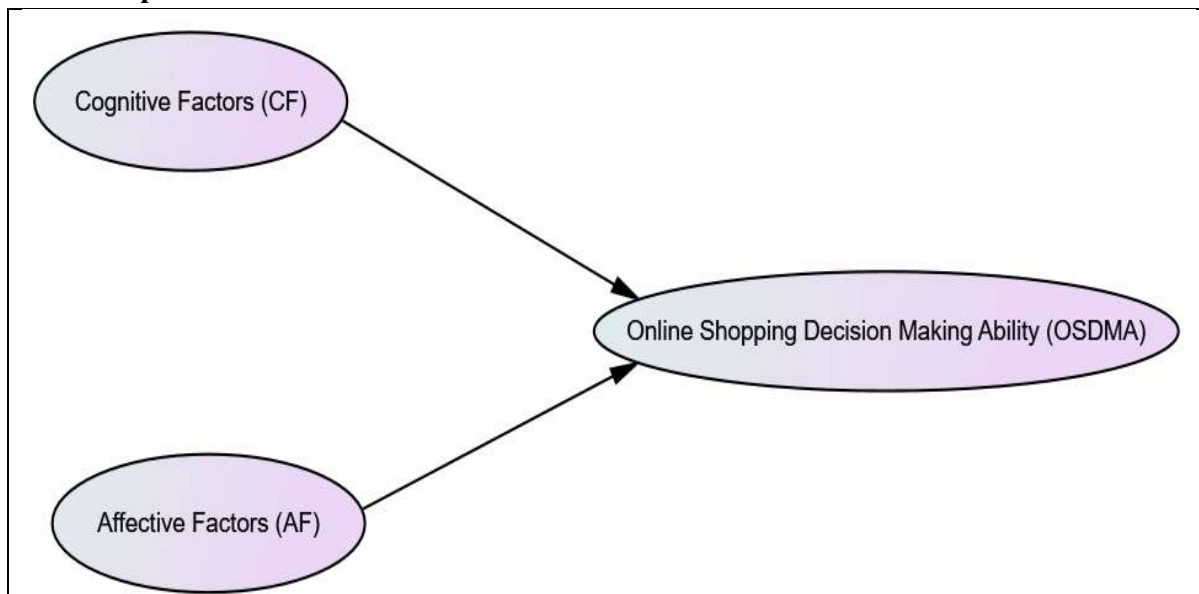 Cognitive Factors (CF)
Online Shopping Decision Making Ability (OSDMA)
Affective Factors (AF)